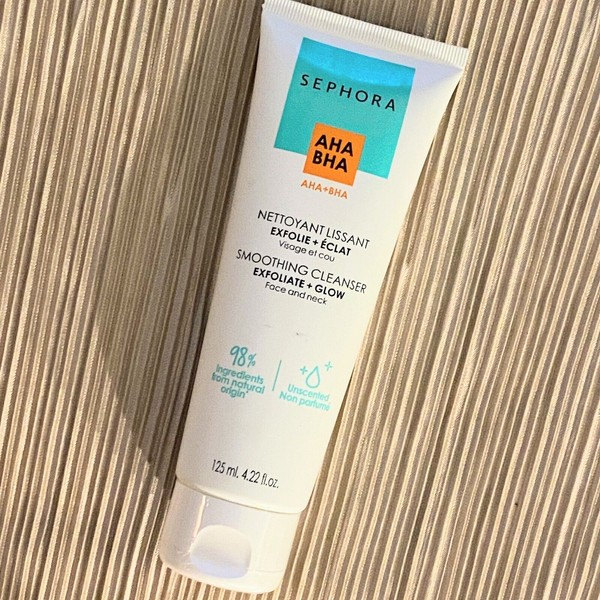 SEPHORA
AHA
BHA
AHA+BHA
NETTOYANT LISSANT
EXFOLIE + ÉCLAT
Visage et cou
SMOOTHING CLEANSER
EXFOLIATE + GLOW
Face and neck
98%
Ingredients
from natural
origin*
Unscented
Non parfumé
125 ml. 4.22 fl.oz.